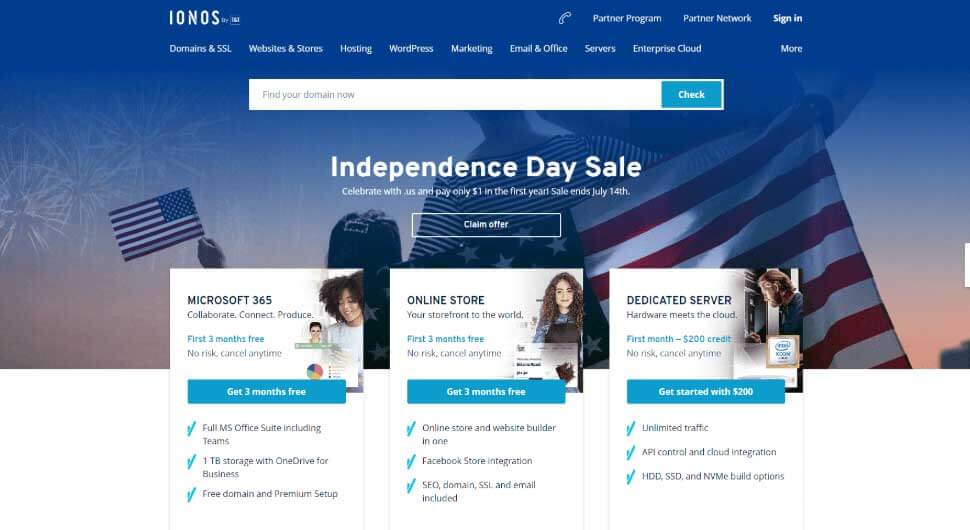 IONOS by 1&1
Partner Program Partner Network Sign in
Domains & SSL Websites & Stores Hosting WordPress Marketing Email & Office Servers Enterprise Cloud More
Find your domain now Check
Independence Day Sale
Celebrate with .us and pay only $1 in the first year! Sale ends July 14th.
Claim offer
MICROSOFT 365
Collaborate. Connect. Produce.
First 3 months free
No risk, cancel anytime
Get 3 months free
Full MS Office Suite including
Teams
1 TB storage with OneDrive for
Business
Free domain and Premium Setup
ONLINE STORE
Your storefront to the world.
First 3 months free
No risk, cancel anytime
Get 3 months free
Online store and website builder
in one
Facebook Store integration
SEO, domain, SSL and email
included
DEDICATED SERVER
Hardware meets the cloud.
First month – $200 credit
No risk, cancel anytime
intel
XEON
Get started with $200
Unlimited traffic
API control and cloud integration
HDD, SSD, and NVMe build options